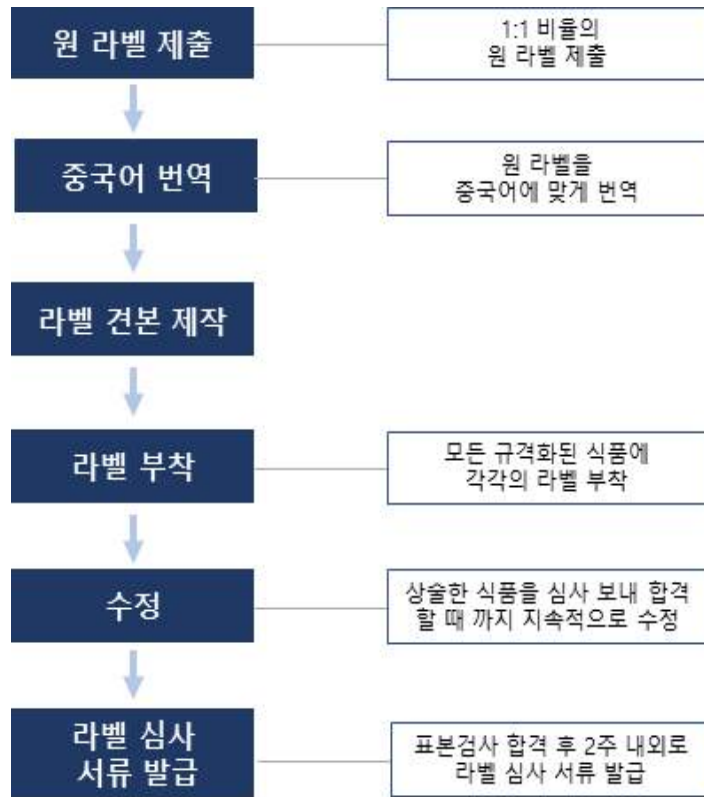 원 라벨 제출
1:1 비율의
원 라벨 제출
중국어 번역
원 라벨을
중국어에 맞게 번역
라벨 견본 제작
라벨 부착
모든 규격화된 식품에
각각의 라벨 부착
수정
상술한 식품을 심사 보내 합격
할 때 까지 지속적으로 수정
라벨 심사
서류 발급
표본검사 합격 후 2주 내외로
라벨 심사 서류 발급